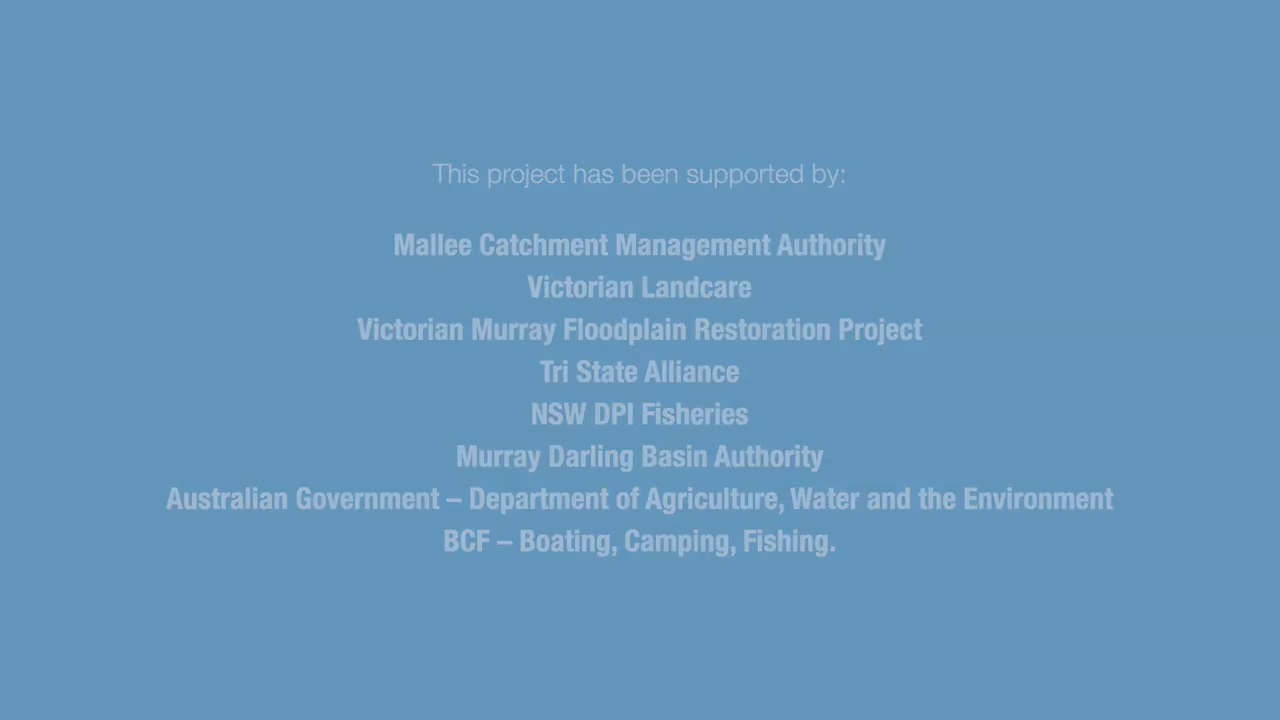 This project has been supported by:
Mallee Catchment Management Authority
Victorian Landcare
Victorian Murray Floodplain Restoration Project
Tri State Alliance
NSW DPI Fisheries
Murray Darling Basin Authority
Australian Government – Department of Agriculture, Water and the Environment
BCF – Boating, Camping, Fishing.